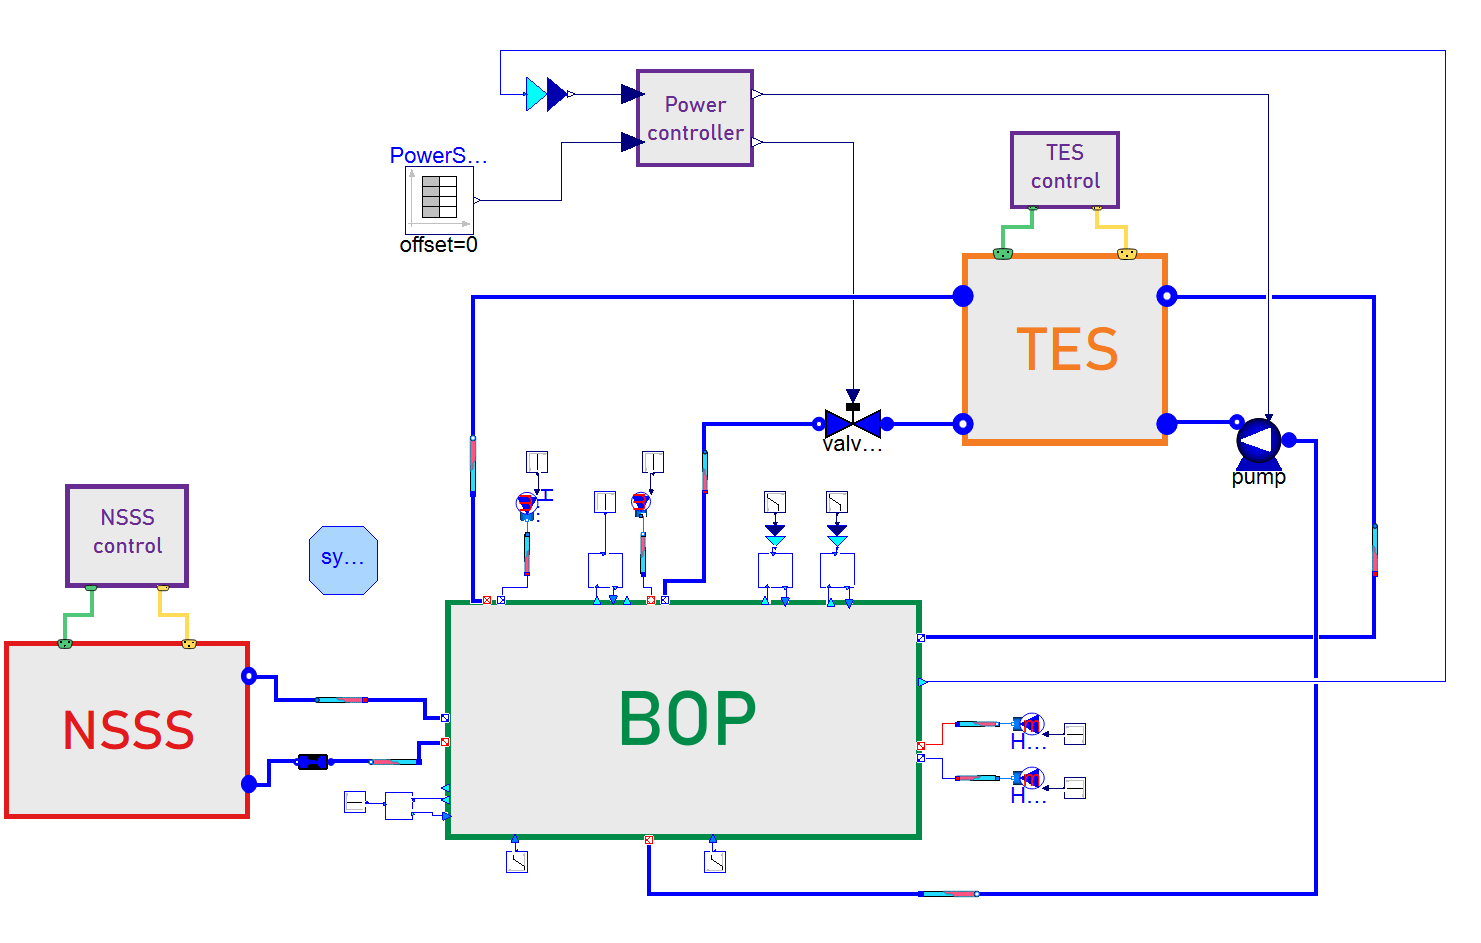 Power
controller
PowerS...
offset=0
TES
control
TES
valv...
pump
H...
NSSS
control
sy...
NSSS
BOP
H...
H...